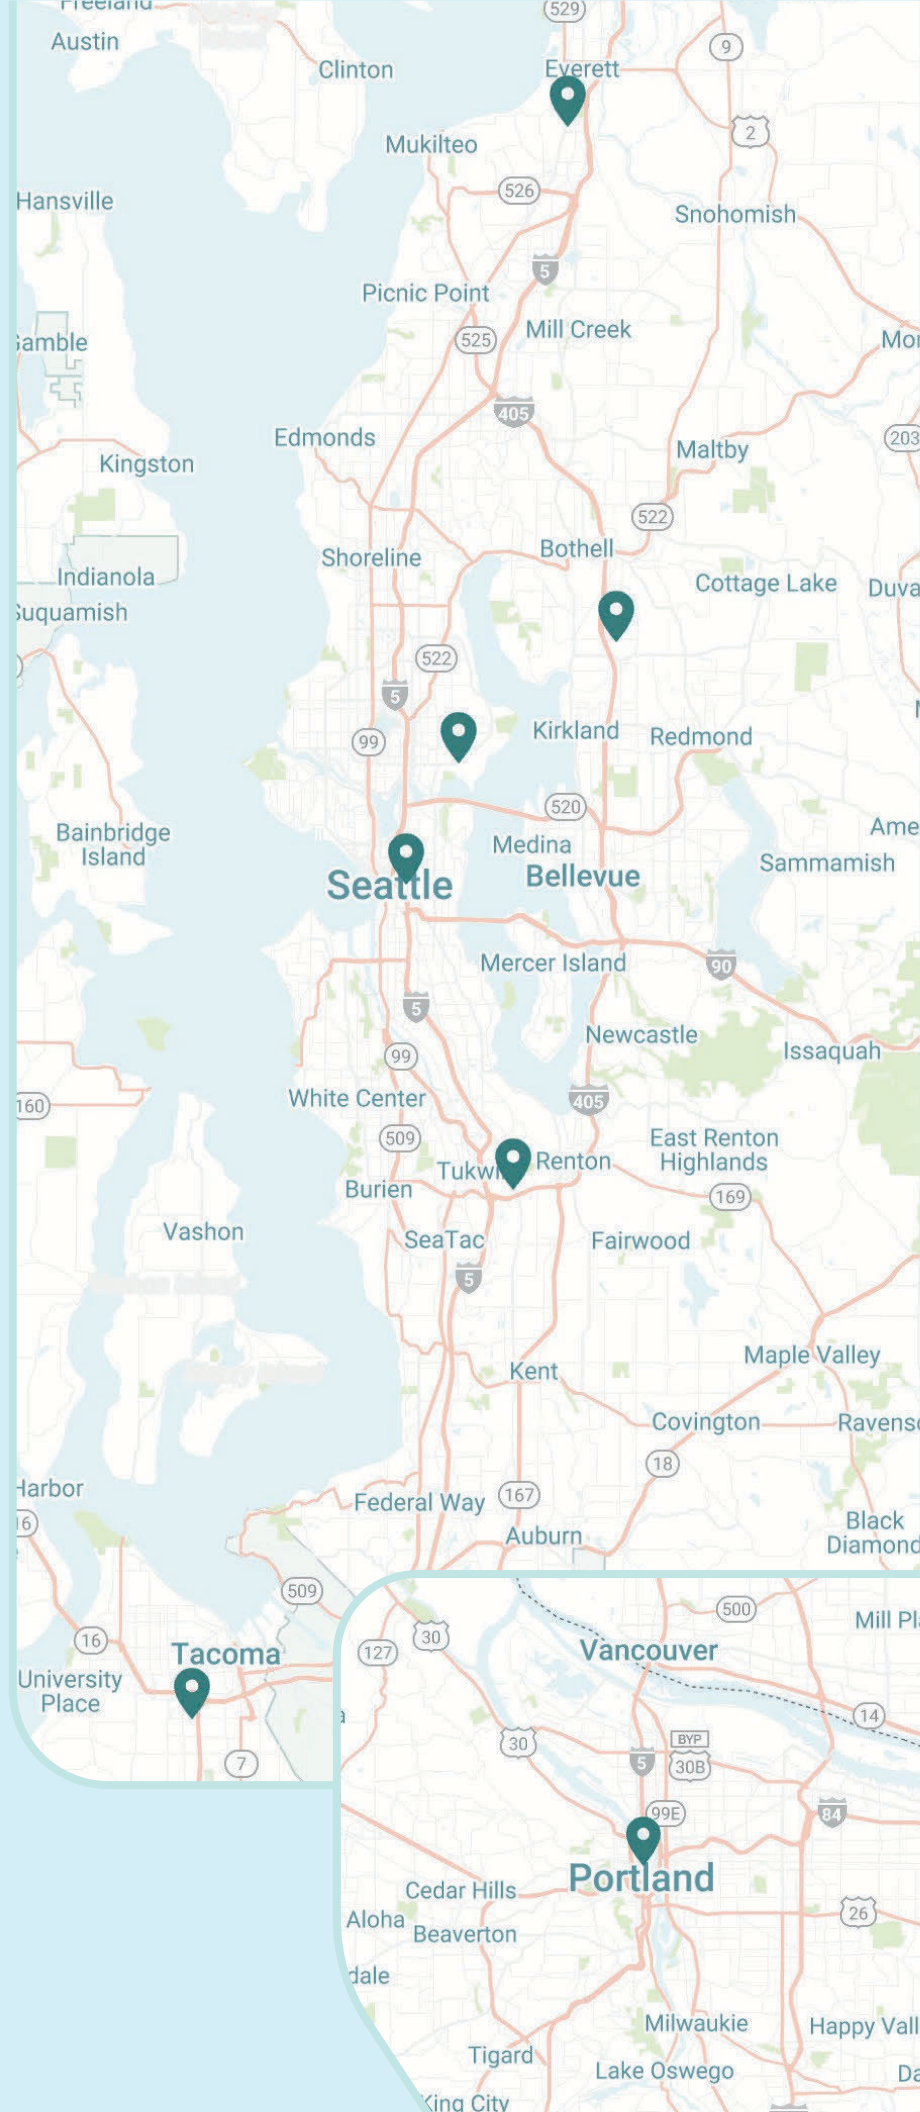 Freeland
529
Austin
9
Clinton
Everett
2
Mukilteo
526
Hansville
Snohomish
5
Picnic Point
Mill Creek
525
Gamble
Mor
405
Edmonds
203
Maltby
Kingston
522
Bothell
Shoreline
Indianola
Cottage Lake
Duva
Suquamish
522
5
Kirkland
Redmond
99
520
Ame
Bainbridge
Island
Medina
Sammamish
Seattle
Bellevue
Mercer Island
90
5
Newcastle
Issaquah
99
White Center
405
160
509
East Renton
Highlands
Tukwi
Renton
Burien
169
Vashon
SeaTac
Fairwood
5
Maple Valley
Kent
Covington
Ravens
18
Harbor
167
Federal Way
16
Auburn
Black
Diamond
509
500
Mill Pl
30
16
127
Tacoma
Vancouver
University
Place
14
30
BYP
30B
5
7
99E
84
Portland
Cedar Hills
26
Aloha
Beaverton
dale
Milwaukie
Happy Vall
Tigard
Lake Oswego
Da
King City